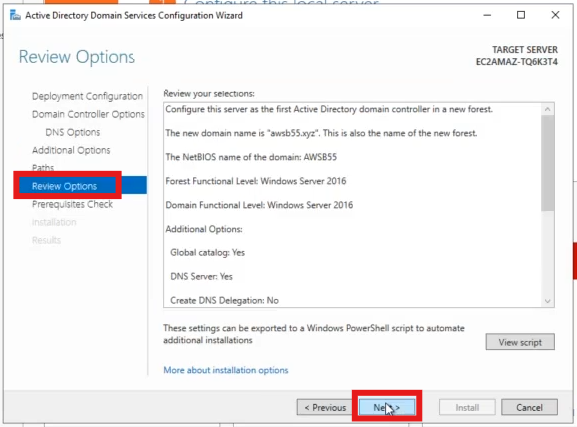 Configure this local server
Active Directory Domain Services Configuration Wizard
Review Options
TARGET SERVER
EC2AMAZ-TQ6K3T4
Deployment Configuration
Domain Controller Options
DNS Options
Additional Options
Paths
Review Options
Prerequisites Check
Installation
Results
Review your selections:
Configure this server as the first Active Directory domain controller in a new forest.
The new domain name is "awsb55.xyz". This is also the name of the new forest.
The NetBIOS name of the domain: AWSB55
Forest Functional Level: Windows Server 2016
Domain Functional Level: Windows Server 2016
Additional Options:
Global catalog: Yes
DNS Server: Yes
Create DNS Delegation: No
These settings can be exported to a Windows PowerShell script to automate
additional installations
View script
More about installation options
< Previous
Next >
Install
Cancel